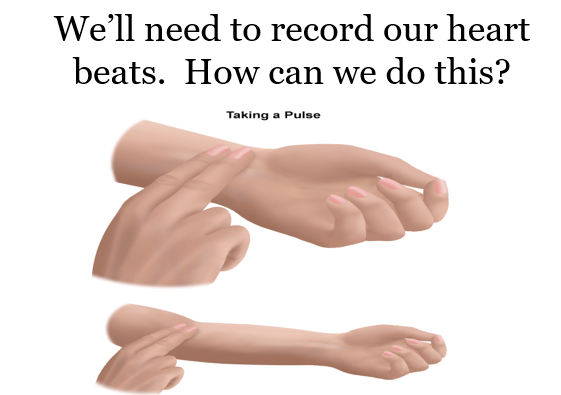 We’ll need to record our heart
beats.  How can we do this?
Taking a Pulse